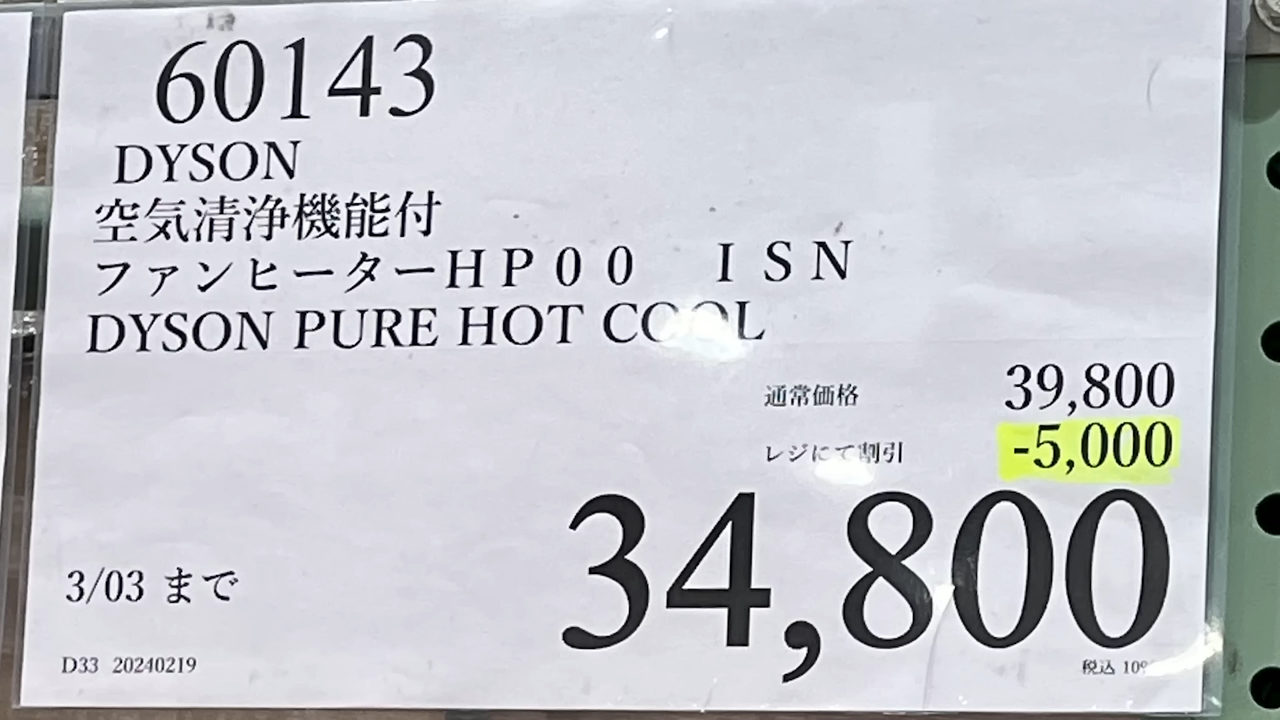 60143
DYSON
空気清浄機能付
ファンヒーターHP00 ISN
DYSON PURE HOT COOL
通常価格 39,800
レジにて割引 -5,000
34,800
3/03 まで
D33 20240219
税込 10%